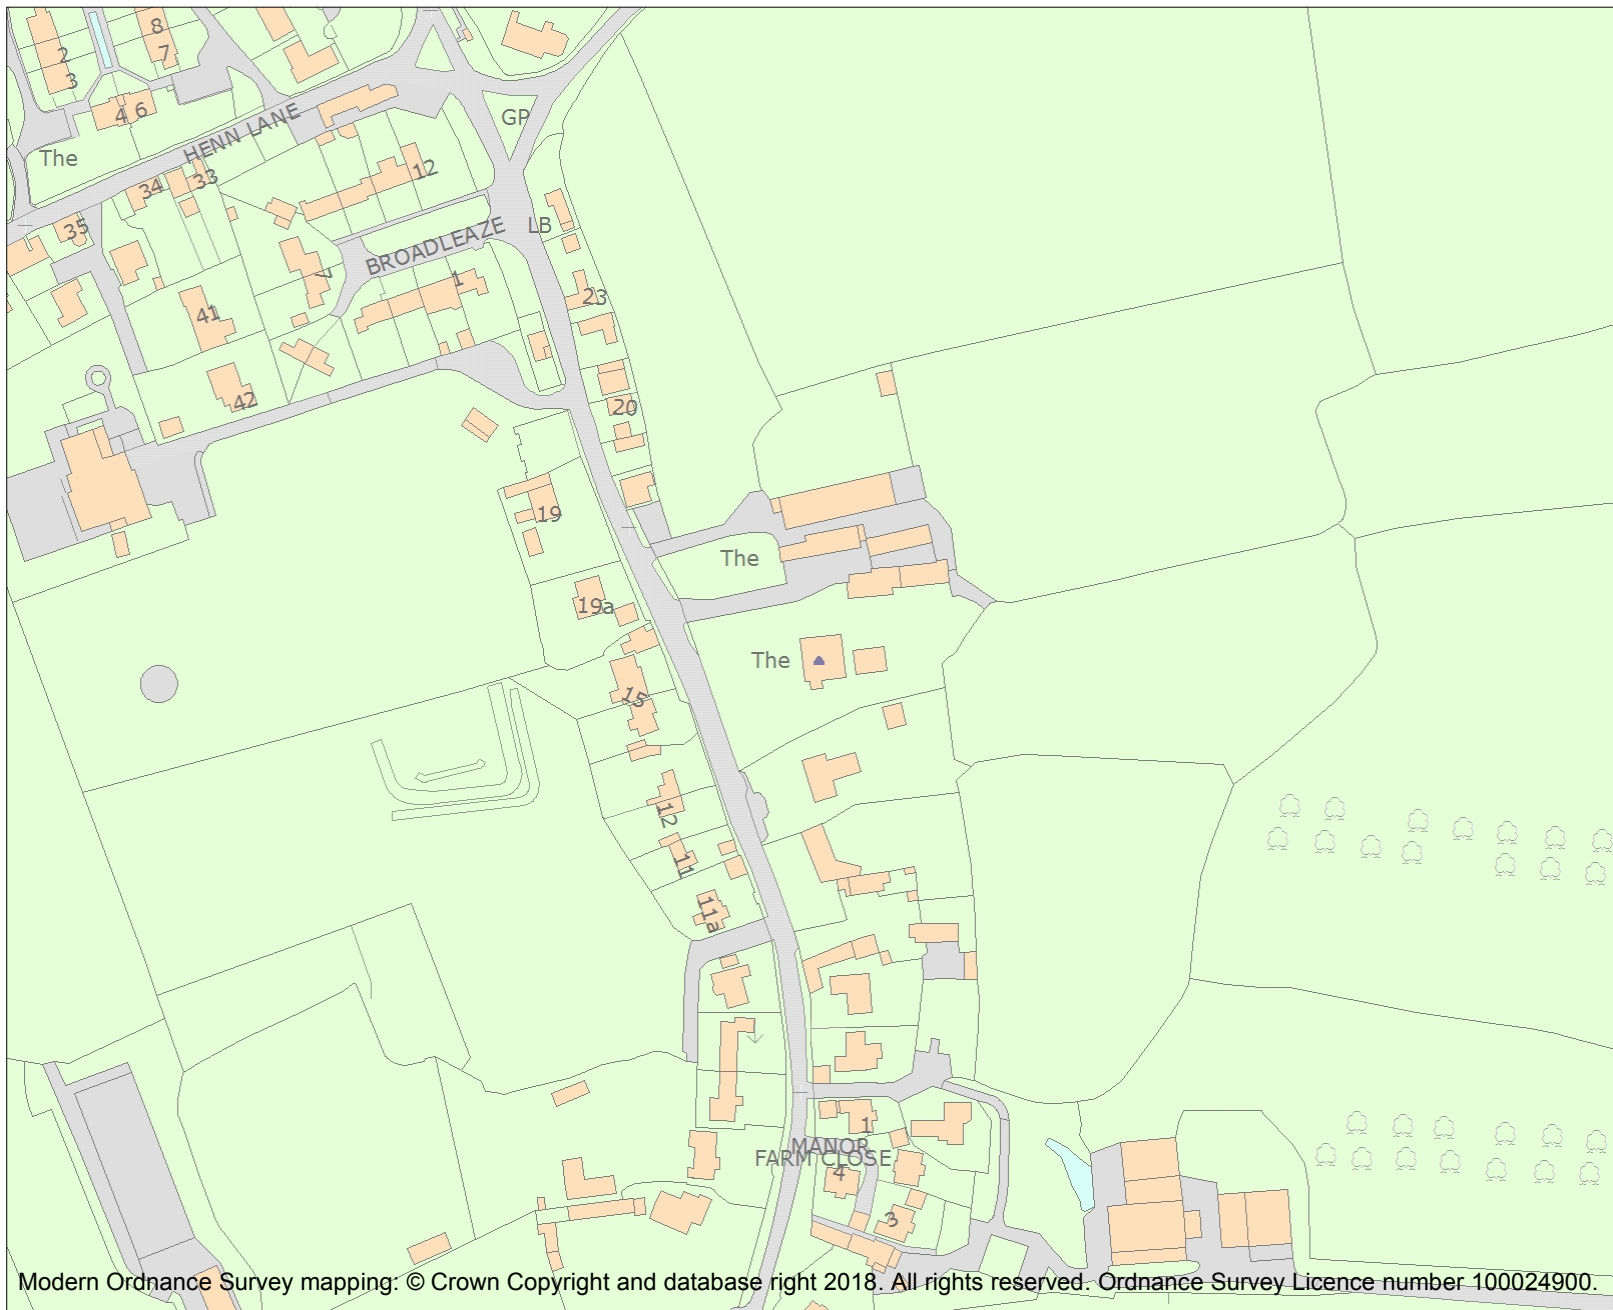 8
2
7
3
4 6
GP
HENN LANE
The
12
34
33
35
LB
BROADLEAZE
7
1
23
41
42
20
19
The
19a
The
15
12
11
11a
1
MANOR
FARM CLOSE
4
3
Modern Ordnance Survey mapping: © Crown Copyright and database right 2018. All rights reserved. Ordnance Survey Licence number 100024900.